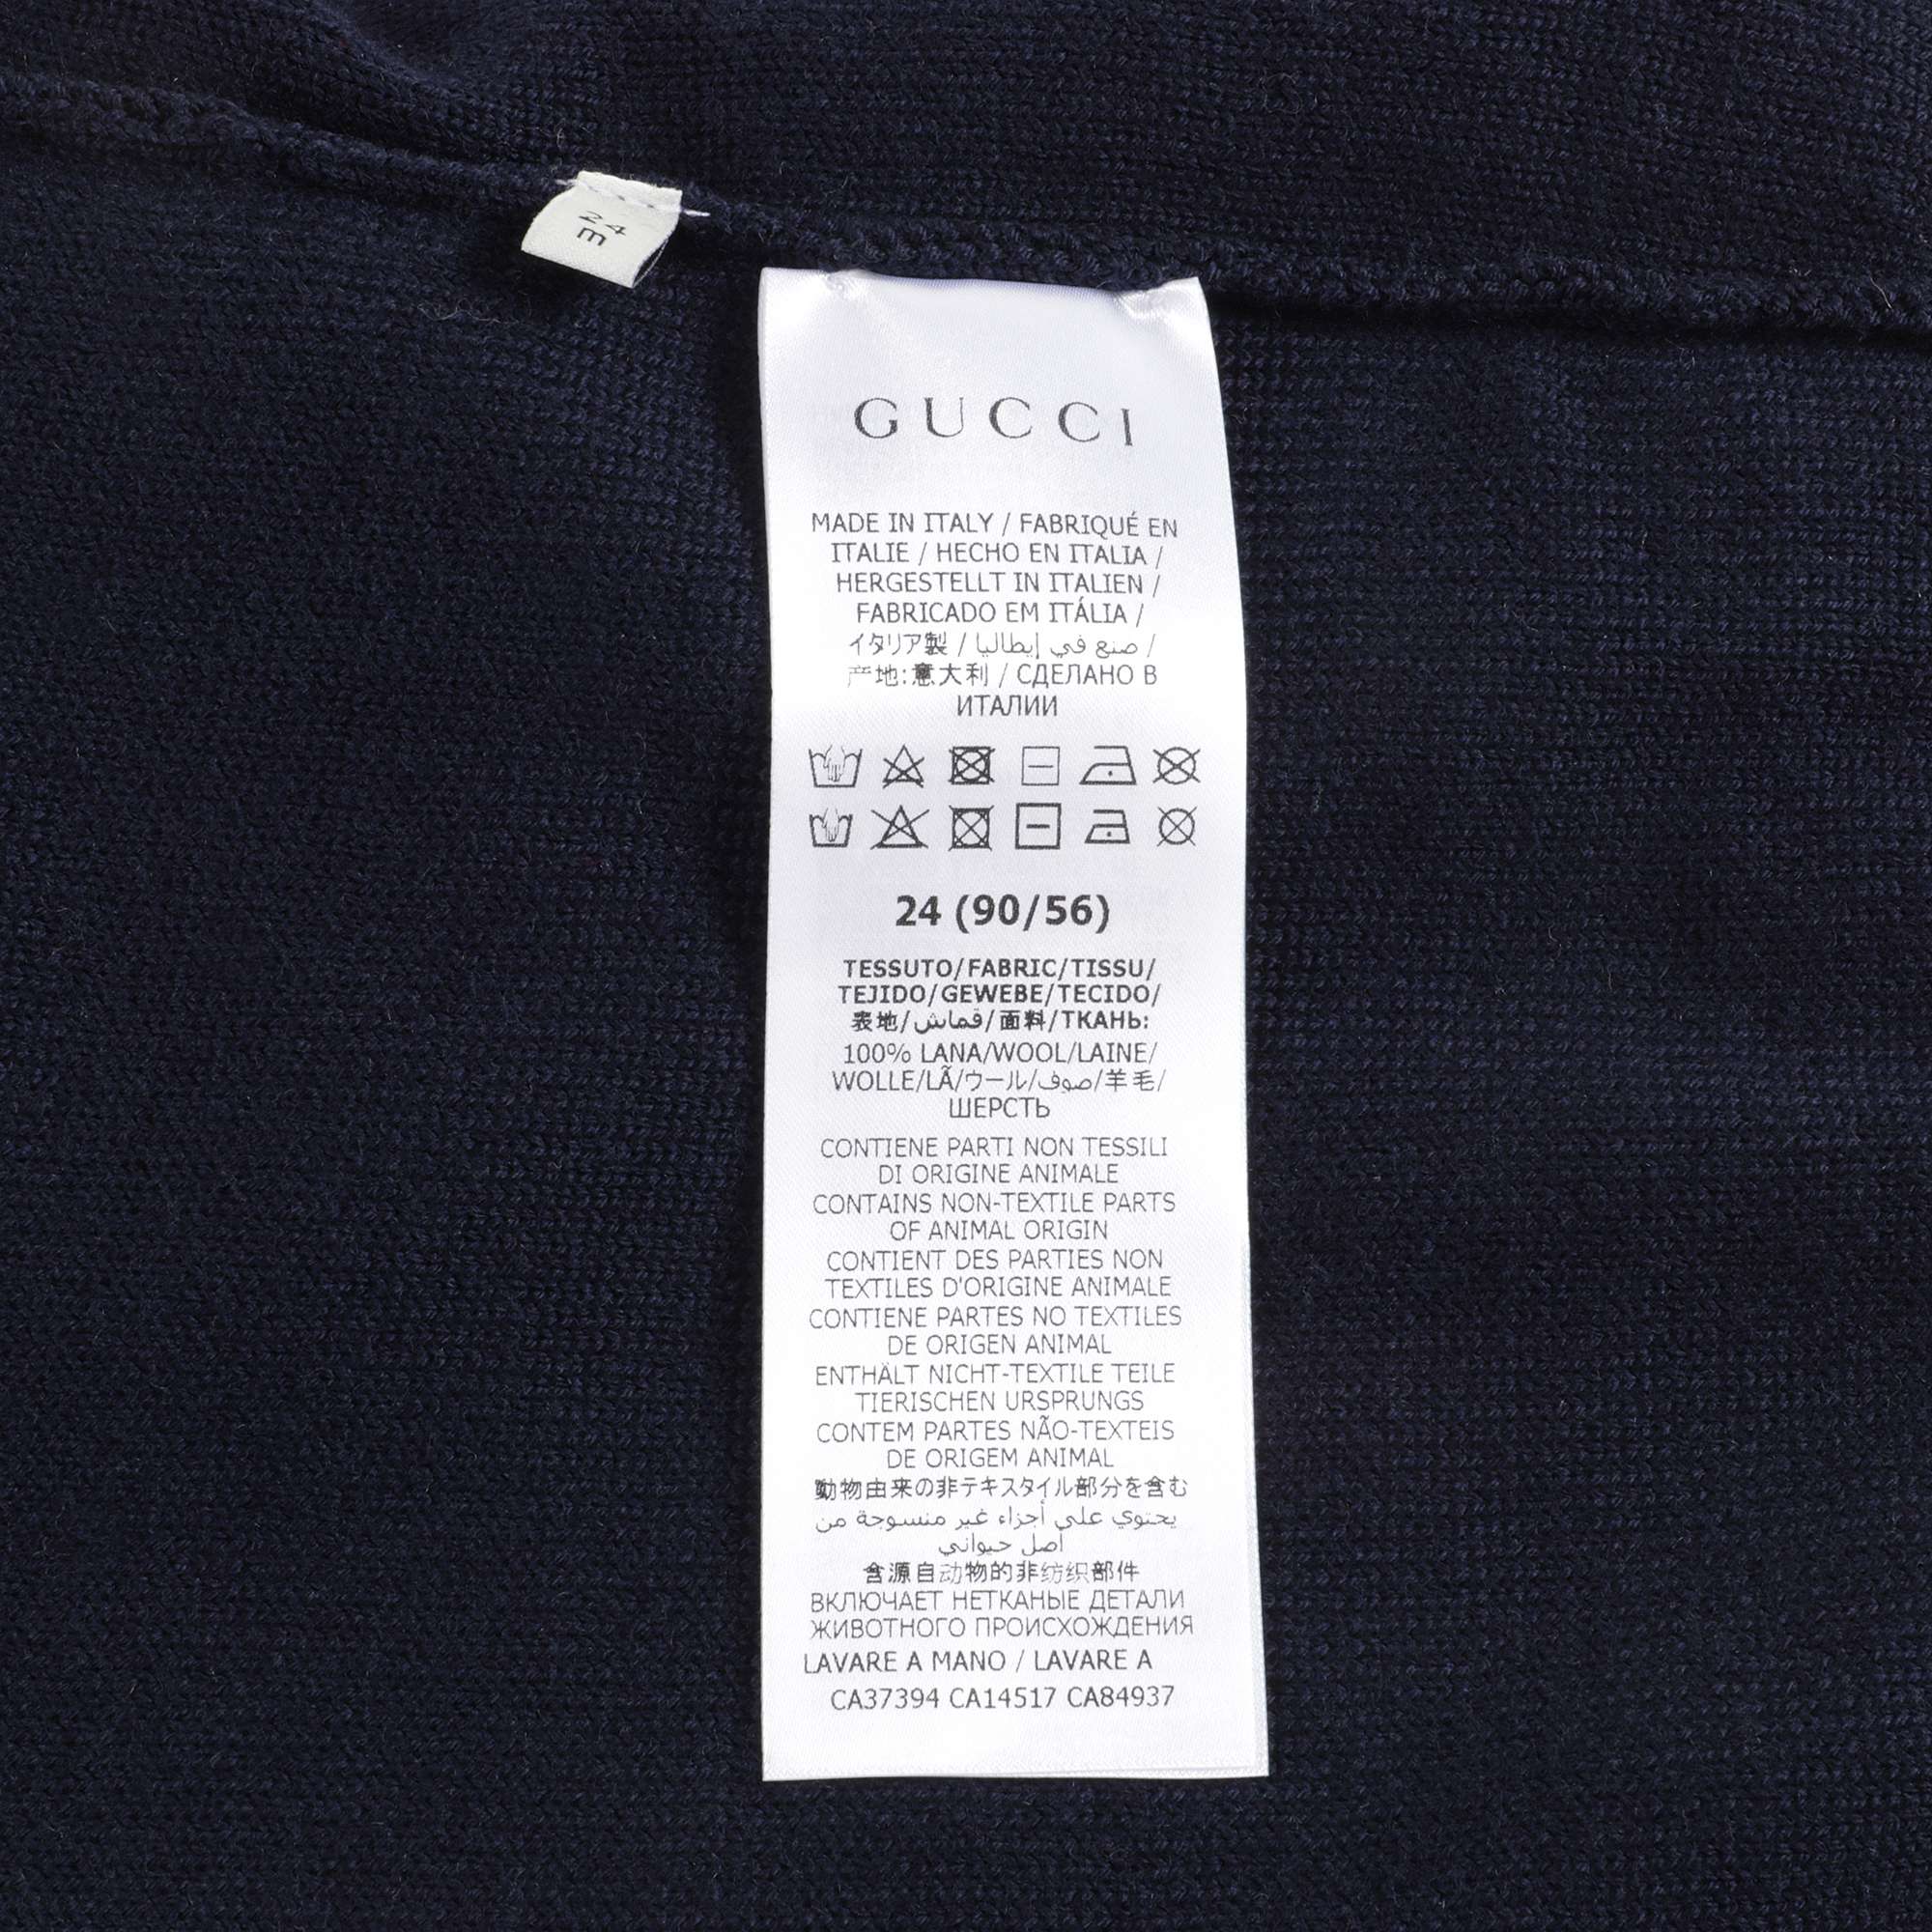 24
m
GUCCI
MADE IN ITALY / FABRIQUÉ EN
ITALIE / HECHO EN ITALIA /
HERGESTELLT IN ITALIEN /
FABRICADO EM ITÁLIA /
イタリア製 / صنع في إيطاليا /
产地:意大利 / СДЕЛАНО В
ИТАЛИИ
24 (90/56)
TESSUTO/FABRIC/TISSU/
TEJIDO/GEWEBE/TECIDO/
表地/قماش/面料/ТКАНЬ:
100% LANA/WOOL/LAINE/
WOLLE/LÃ/ウール/صوف/羊毛/
ШЕРСТЬ
CONTIENE PARTI NON TESSILI
DI ORIGINE ANIMALE
CONTAINS NON-TEXTILE PARTS
OF ANIMAL ORIGIN
CONTIENT DES PARTIES NON
TEXTILES D'ORIGINE ANIMALE
CONTIENE PARTES NO TEXTILES
DE ORIGEN ANIMAL
ENTHÄLT NICHT-TEXTILE TEILE
TIERISCHEN URSPRUNGS
CONTEM PARTES NÃO-TEXTEIS
DE ORIGEM ANIMAL
動物由来の非テキスタイル部分を含む
يحتوي على أجزاء غير منسوجة من
أصل حيواني
含源自动物的非纺织部件
ВКЛЮЧАЕТ НЕТКАНЫЕ ДЕТАЛИ
ЖИВОТНОГО ПРОИСХОЖДЕНИЯ
LAVARE A MANO / LAVARE A
CA37394 CA14517 CA84937